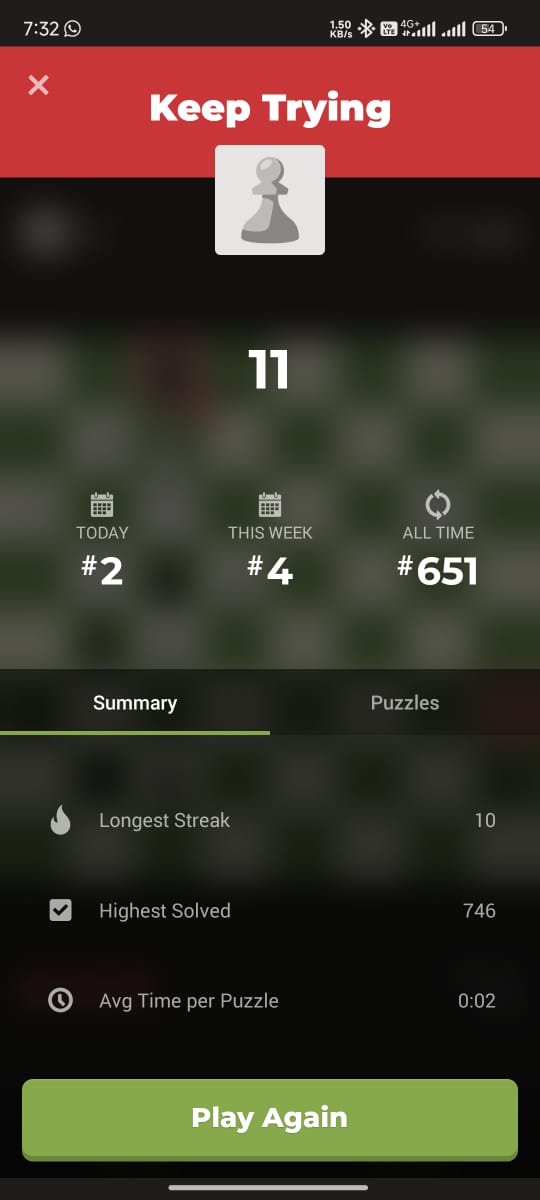 7:32
1.50
KB/s
Vo
LTE
4G+
54
Keep Trying
11
TODAY
THIS WEEK
ALL TIME
#2
#4
#651
Summary
Puzzles
Longest Streak 10
Highest Solved 746
Avg Time per Puzzle 0:02
Play Again